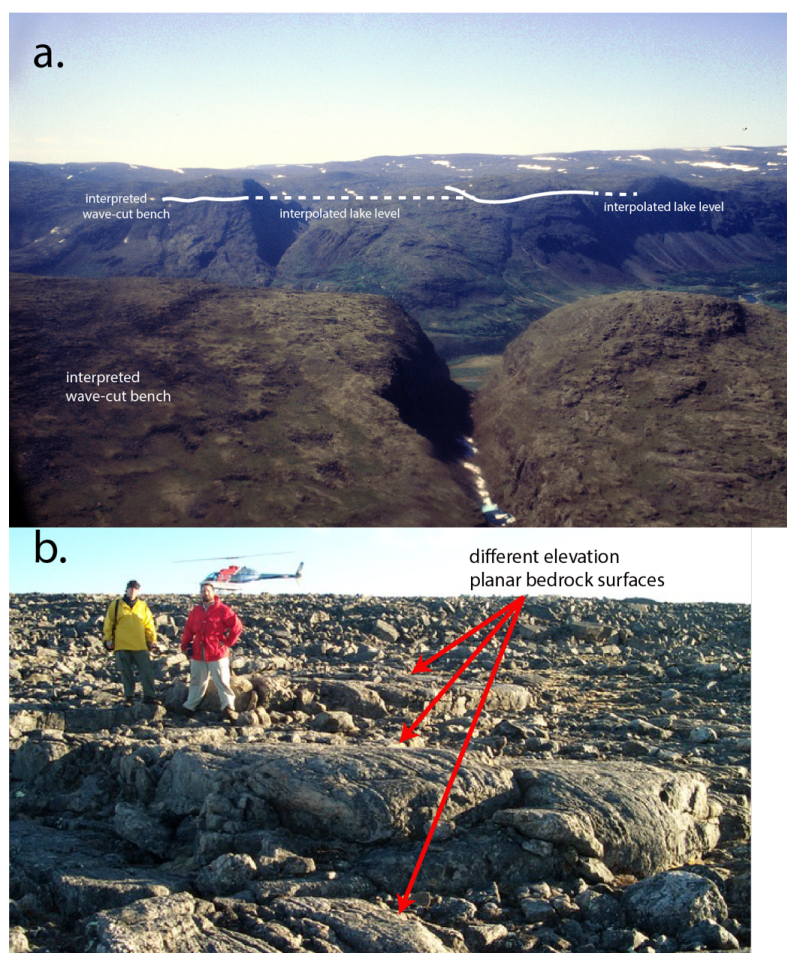 a.
interpreted
wave-cut bench
interpolated lake level
interpolated lake level
interpreted
wave-cut bench
b.
different elevation
planar bedrock surfaces